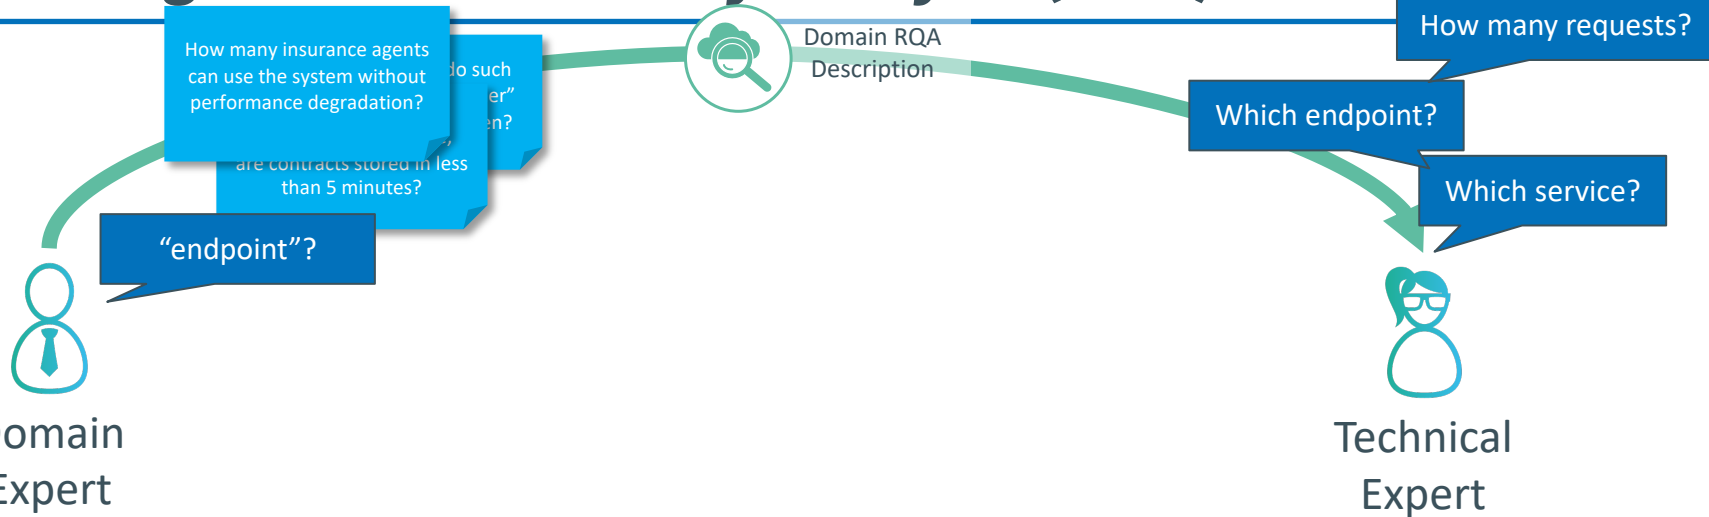 How many insurance agents
can use the system without
performance degradation?
do such
er”
en?
are contracts stored in less
than 5 minutes?
“endpoint”?
Domain RQA
Description
How many requests?
Which endpoint?
Which service?
Domain
Expert
Technical
Expert